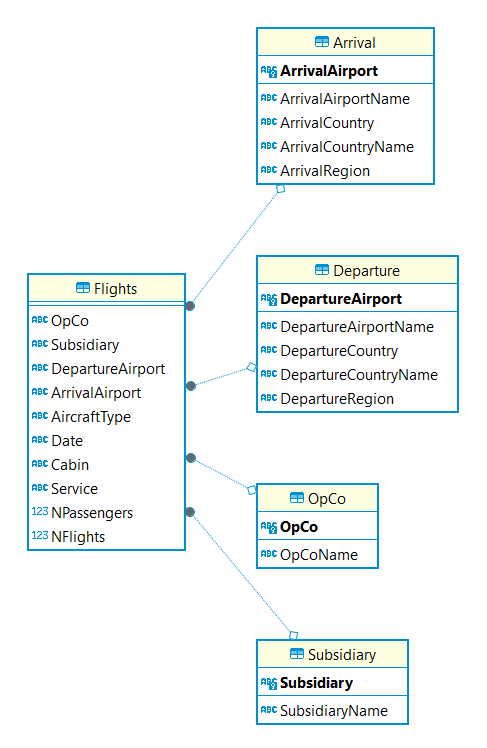 Arrival
ABC ArrivalAirport
ABC ArrivalAirportName
ABC ArrivalCountry
ABC ArrivalCountryName
ABC ArrivalRegion
Flights
ABC OpCo
ABC Subsidiary
ABC DepartureAirport
ABC ArrivalAirport
ABC AircraftType
ABC Date
ABC Cabin
ABC Service
123 NPassengers
123 NFlights
Departure
ABC DepartureAirport
ABC DepartureAirportName
ABC DepartureCountry
ABC DepartureCountryName
ABC DepartureRegion
OpCo
ABC OpCo
ABC OpCoName
Subsidiary
ABC Subsidiary
ABC SubsidiaryName